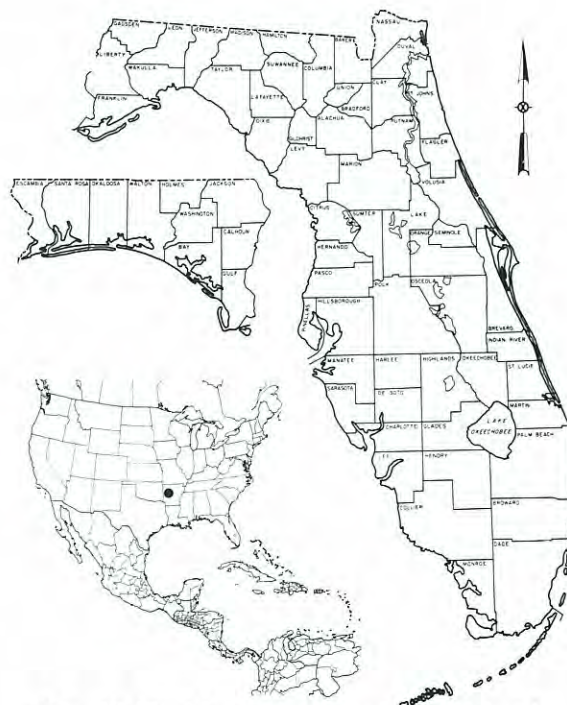 NASSAU
GADSDEN
LEON
JEFFERSON
MADISON
HAMILTON
BAKER
DUVAL
LIBERTY
WAKULLA
TAYLOR
SUWANNEE
COLUMBIA
CLAY
ST. JOHNS
FRANKLIN
LAFAYETTE
UNION
BRADFORD
PUTNAM
DIXIE
GILCHRIST
ALACHUA
FLAGLER
LEVY
MARION
VOLUSIA
ESCAMBIA
SANTA ROSA
OKALOOSA
WALTON
HOLMES
JACKSON
WASHINGTON
BAY
CALHOUN
GULF
CITRUS
SUMTER
LAKE
ORANGE
SEMINOLE
HERNANDO
PASCO
POLK
OSCEOLA
HILLSBOROUGH
PINELLAS
BREVARD
INDIAN RIVER
MANATEE
HARLEE
HIGHLANDS
OKEECHOBEE
ST. LUCIE
SARASOTA
DE SOTO
MARTIN
CHARLOTTE
GLADES
LAKE
OKEECHOBEE
PALM BEACH
HENDRY
COLLIER
BROWARD
DADE
MONROE